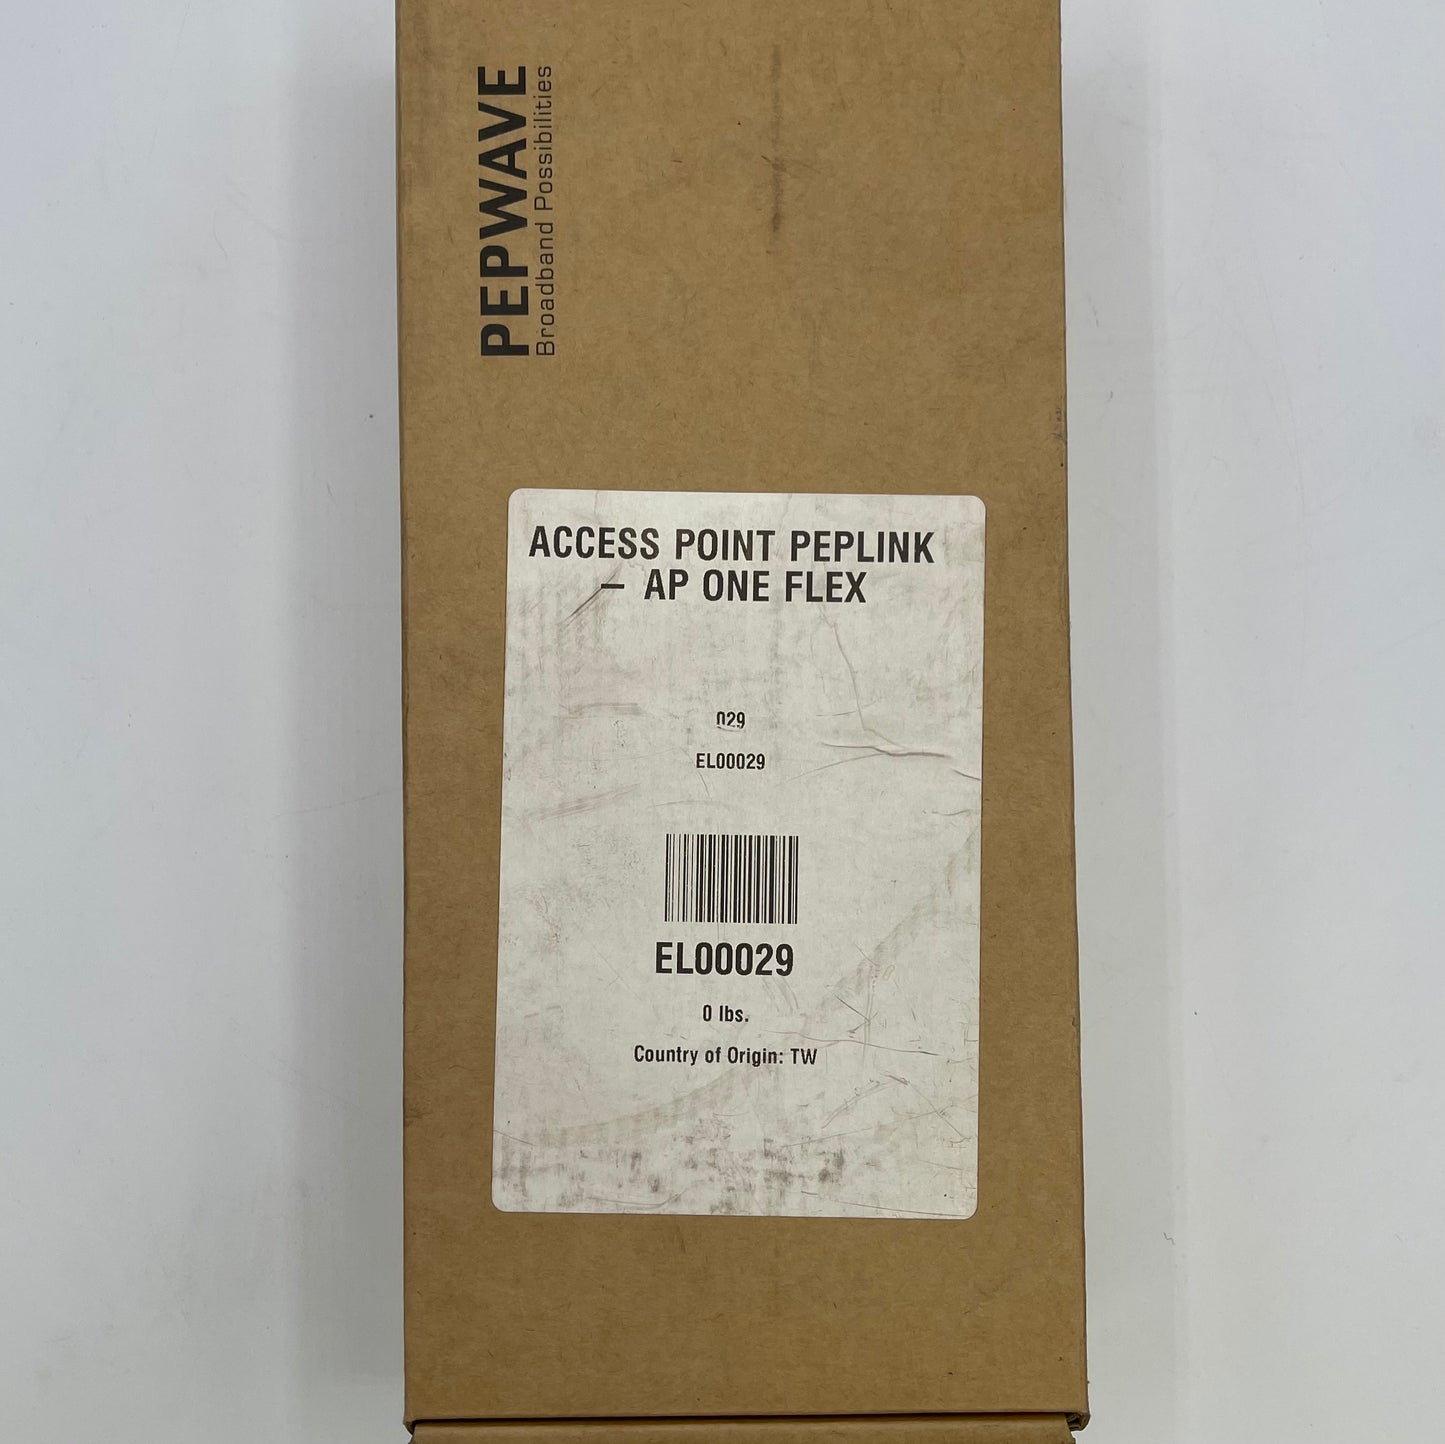 PEPWAVE
Broadband Possibilities
ACCESS POINT PEPLINK
– AP ONE FLEX
029
EL00029
EL00029
0 lbs.
Country of Origin: TW